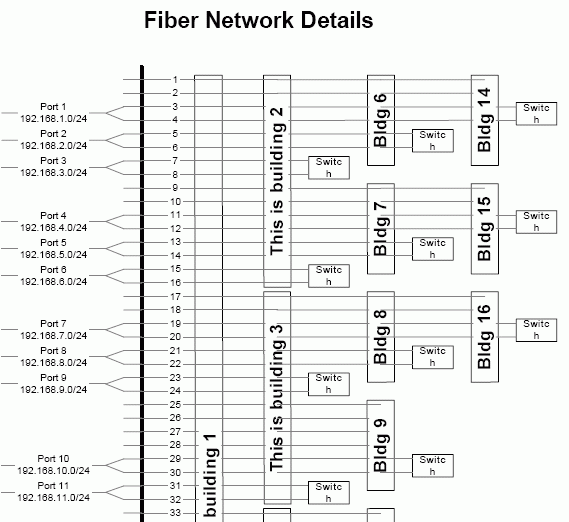 Fiber Network Details
1
2
Port 1
192.168.1.0/24
3
4
Port 2
192.168.2.0/24
5
6
Port 3
192.168.3.0/24
7
8
9
10
Port 4
192.168.4.0/24
11
12
Port 5
192.168.5.0/24
13
14
Port 6
192.168.6.0/24
15
16
17
18
Port 7
192.168.7.0/24
19
20
Port 8
192.168.8.0/24
21
22
Port 9
192.168.9.0/24
23
24
25
26
27
28
Port 10
192.168.10.0/24
29
30
Port 11
192.168.11.0/24
31
32
33
building 1
This is building 2
This is building 3
Bldg 6
Bldg 7
Bldg 8
Bldg 9
Bldg 14
Bldg 15
Bldg 16
Switc
h
Switc
h
Switc
h
Switc
h
Switc
h
Switc
h
Switc
h
Switc
h
Switc
h
Switc
h
Switc
h